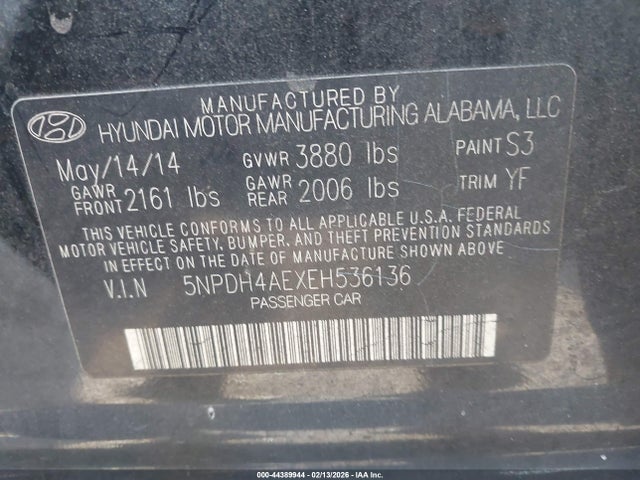 MANUFACTURED BY
HYUNDAI MOTOR MANUFACTURING ALABAMA, LLC
May/14/14 GVWR 3880 lbs PAINT S3
GAWR FRONT 2161 lbs GAWR REAR 2006 lbs TRIM YF
THIS VEHICLE CONFORMS TO ALL APPLICABLE U.S.A. FEDERAL
MOTOR VEHICLE SAFETY, BUMPER, AND THEFT PREVENTION STANDARDS
IN EFFECT ON THE DATE OF MANUFACTURE SHOWN ABOVE.
V.I.N 5NPDH4AEXEH536136
PASSENGER CAR
000-44389944 - 02/13/2026 - IAA Inc.